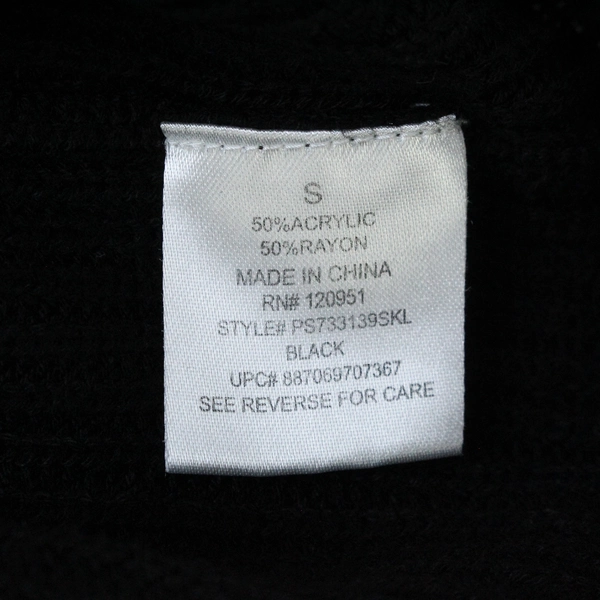 S
50%ACRYLIC
50%RAYON
MADE IN CHINA
RN# 120951
STYLE# PS733139SKL
BLACK
UPC# 887069707367
SEE REVERSE FOR CARE